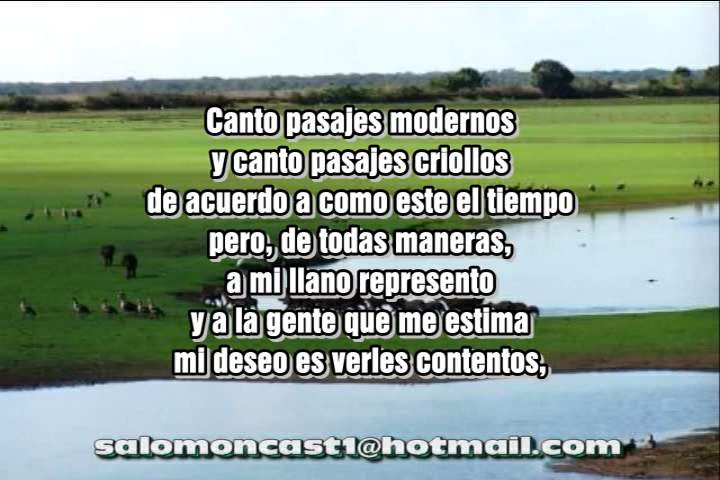 Canto pasajes modernos
y canto pasajes criollos
de acuerdo a como este el tiempo
pero, de todas maneras,
a mi llano represento
y a la gente que me estima
mi deseo es verles contentos,
salomoncast1@hotmail.com